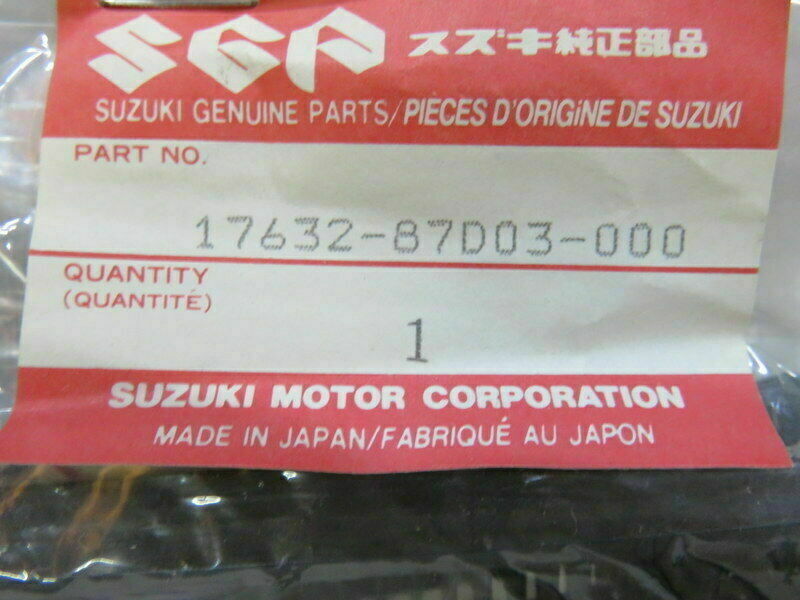 SGP スズキ純正部品
SUZUKI GENUINE PARTS/PIÈCES D'ORIGINE DE SUZUKI
PART NO.
17632-87D03-000
QUANTITY
(QUANTITÉ)
1
SUZUKI MOTOR CORPORATION
MADE IN JAPAN/FABRIQUÉ AU JAPON